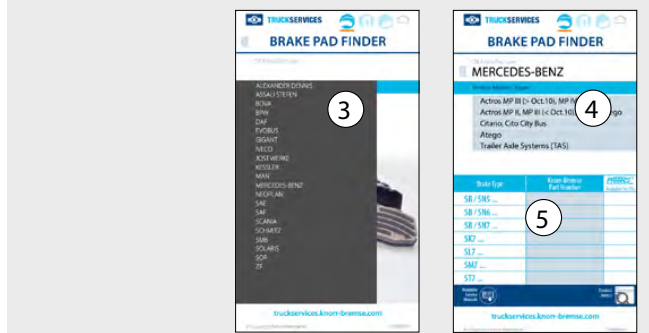 TRUCKSERVICES
BRAKE PAD FINDER
ALEXANDER DENNIS
ASSALI STEFEN
BOVA
BPW
DAF
EVOBUS
GIGANT
IVECO
JOST WERKE
KESSLER
MAN
MERCEDES-BENZ
NEOPLAN
SAE
SAF
SCANIA
SCHMITZ
SMB
SOLARIS
SOR
ZF
3
truckservices.knorr-bremse.com
TRUCKSERVICES
BRAKE PAD FINDER
MERCEDES-BENZ
Actros MP III (> Oct.10), MP IV
Actros MP II, MP III (< Oct.10)
Citaro, Cito City Bus
Atego
Trailer Axle Systems (TAS)
4
Brake Type
Knorr-Bremse
Part Number
SB / SN5 ...
SB / SN6 ...
SB / SN7 ...
SK7 ...
SL7 ...
SM7 ...
ST7 ...
5
truckservices.knorr-bremse.com